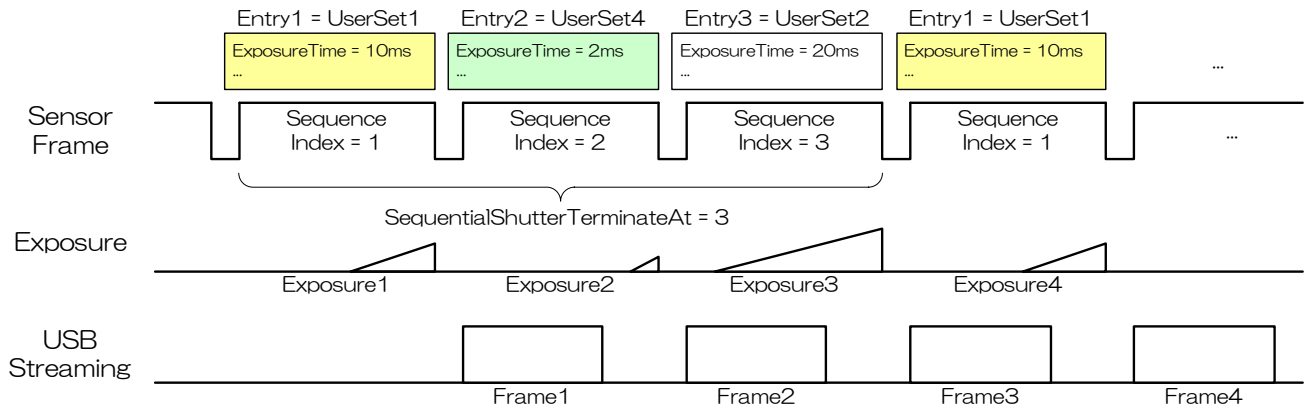 Entry1 = UserSet1
Entry2 = UserSet4
Entry3 = UserSet2
Entry1 = UserSet1
ExposureTime = 10ms
...
ExposureTime = 2ms
...
ExposureTime = 20ms
...
ExposureTime = 10ms
...
...
Sensor
Frame
Sequence
Index = 1
Sequence
Index = 2
Sequence
Index = 3
Sequence
Index = 1
...
SequentialShutterTerminateAt = 3
Exposure
Exposure1
Exposure2
Exposure3
Exposure4
USB
Streaming
Frame1
Frame2
Frame3
Frame4